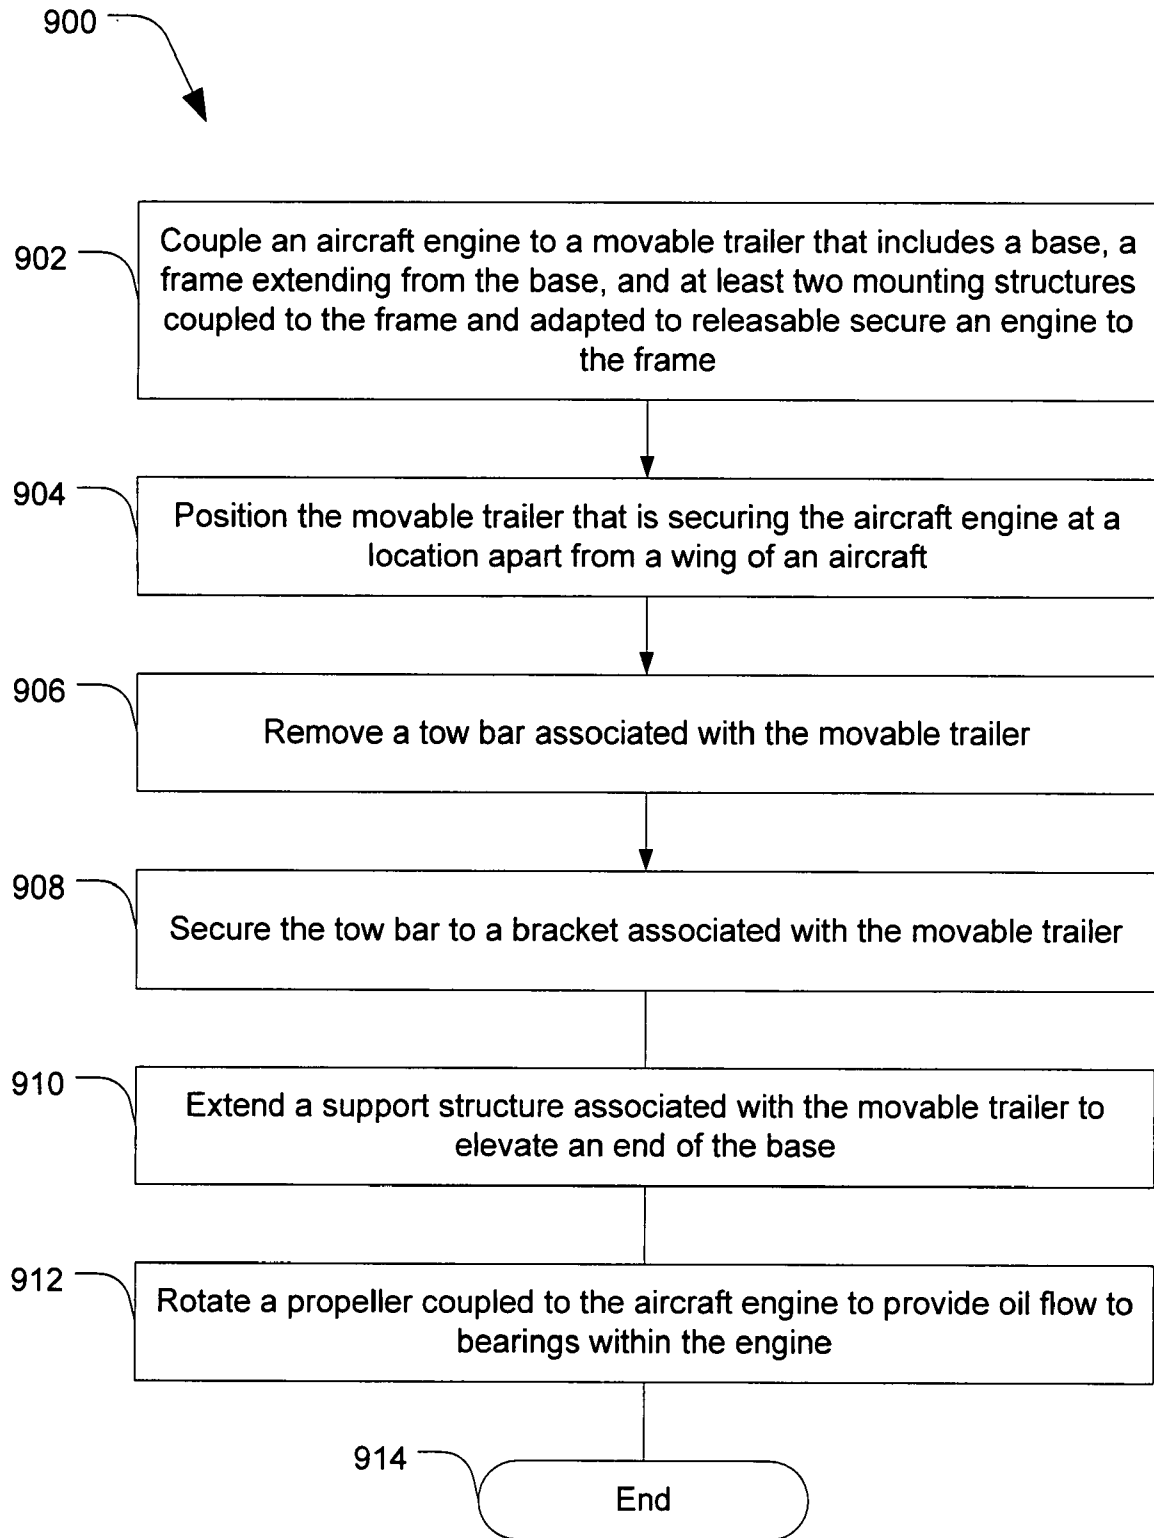 900
902
Couple an aircraft engine to a movable trailer that includes a base, a
frame extending from the base, and at least two mounting structures
coupled to the frame and adapted to releasable secure an engine to
the frame
904
Position the movable trailer that is securing the aircraft engine at a
location apart from a wing of an aircraft
906
Remove a tow bar associated with the movable trailer
908
Secure the tow bar to a bracket associated with the movable trailer
910
Extend a support structure associated with the movable trailer to
elevate an end of the base
912
Rotate a propeller coupled to the aircraft engine to provide oil flow to
bearings within the engine
914
End